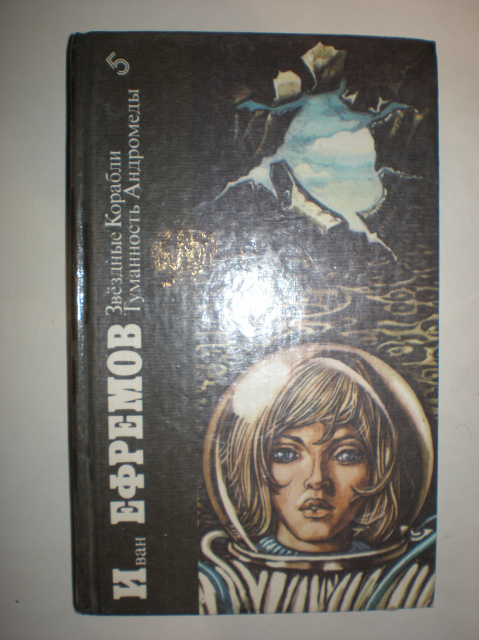 Иван ЕФРЕМОВ
Звёздные Корабли
Туманность Андромеды
5